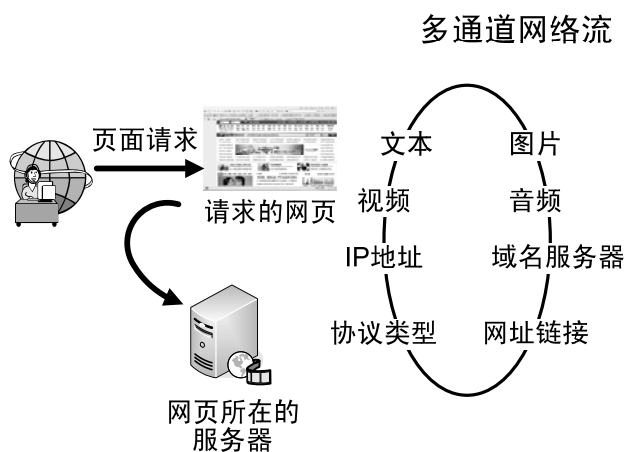 多通道网络流
页面请求
请求的网页
网页所在的
服务器
文本
图片
视频
音频
IP地址
域名服务器
协议类型
网址链接